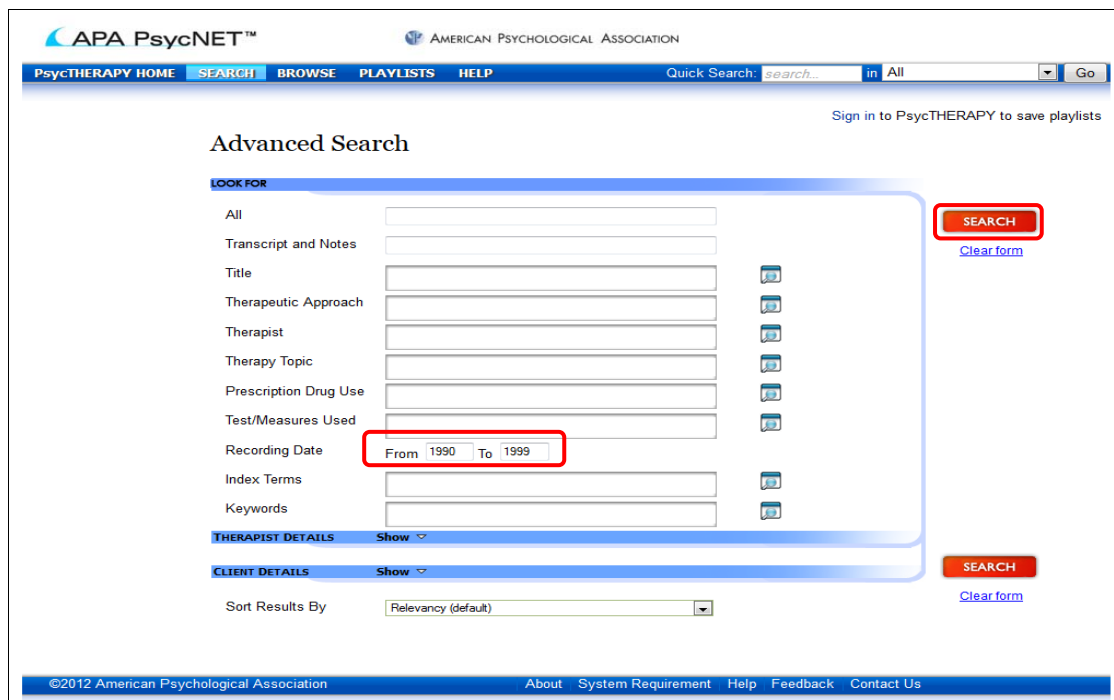 APA PsycNET™
AMERICAN PSYCHOLOGICAL ASSOCIATION
PSYCTHERAPY HOME SEARCH BROWSE PLAYLISTS HELP Quick Search: search... in All Go
Sign in to PsycTHERAPY to save playlists
Advanced Search
LOOK FOR
All
SEARCH
Transcript and Notes
Clear form
Title
Therapeutic Approach
Therapist
Therapy Topic
Prescription Drug Use
Test/Measures Used
Recording Date From 1990 To 1999
Index Terms
Keywords
THERAPIST DETAILS Show
CLIENT DETAILS Show
SEARCH
Clear form
Sort Results By Relevancy (default)
©2012 American Psychological Association About System Requirement Help Feedback Contact Us